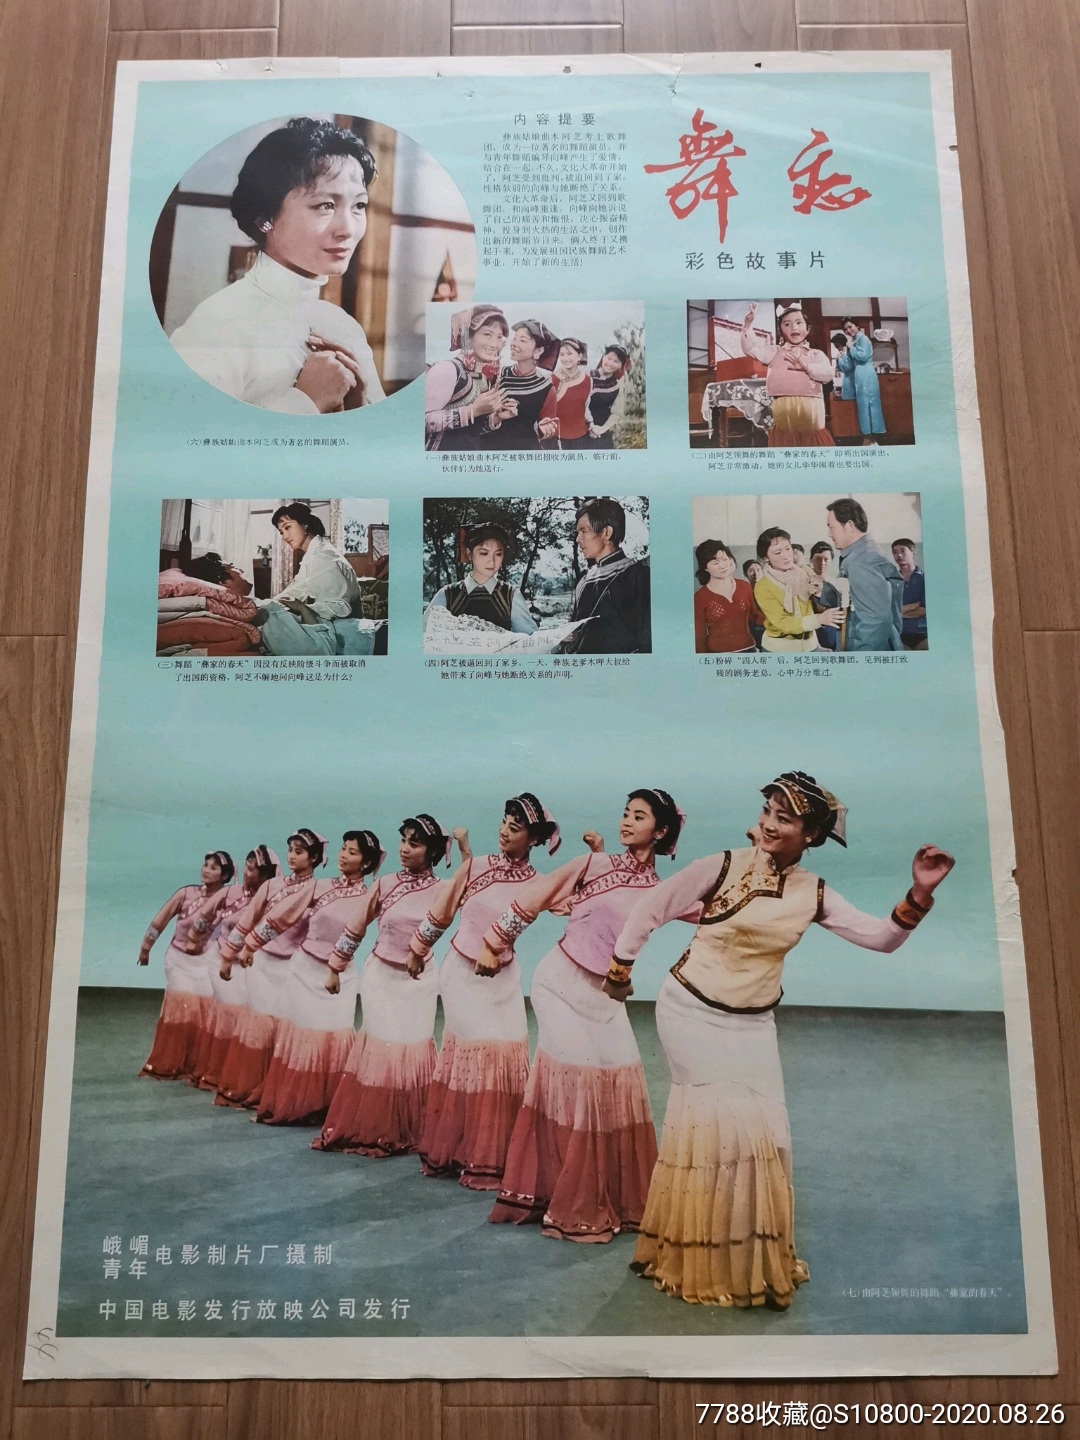 内容提要
彝族姑娘曲木阿芝考上歌舞
团，成为一位著名的舞蹈演员，并
与青年舞蹈编导向峰产生了爱情，
结合在一起。不久，文化大革命开始
了，阿芝受到批判，被迫回到了家。
性格软弱的向峰与她断绝了关系。
文化大革命后，阿芝又回到歌
舞团，和向峰重逢。向峰向她诉说
了自己的痛苦和悔恨，决心振奋精
神，投身到火热的生活之中，创作
出新的舞蹈节目来。俩人终于又携
起手来，为发展祖国民族舞蹈艺术
事业，开始了新的生活！
舞恋
彩色故事片
（六）彝族姑娘曲木阿芝成为著名的舞蹈演员。
（一）彝族姑娘曲木阿芝被歌舞团招收为演员，临行前，
伙伴们为她送行。
（二）由阿芝领舞的舞蹈“彝家的春天”即将出国演出，
阿芝非常激动，她的女儿华华闹着也要出国。
（三）舞蹈“彝家的春天”因没有反映阶级斗争而被取消
了出国的资格，阿芝不解地问向峰这是为什么？
（四）阿芝被逼回到了家乡。一天，彝族老爹木呷大叔给
她带来了向峰与她断绝关系的声明。
（五）粉碎“四人帮”后，阿芝回到歌舞团，见到被打致
残的剧务老总，心中万分难过。
峨嵋
青年
电影制片厂摄制
中国电影发行放映公司发行
（七）由阿芝领舞的舞蹈“彝家的春天”。
7788收藏@S10800-2020.08.26